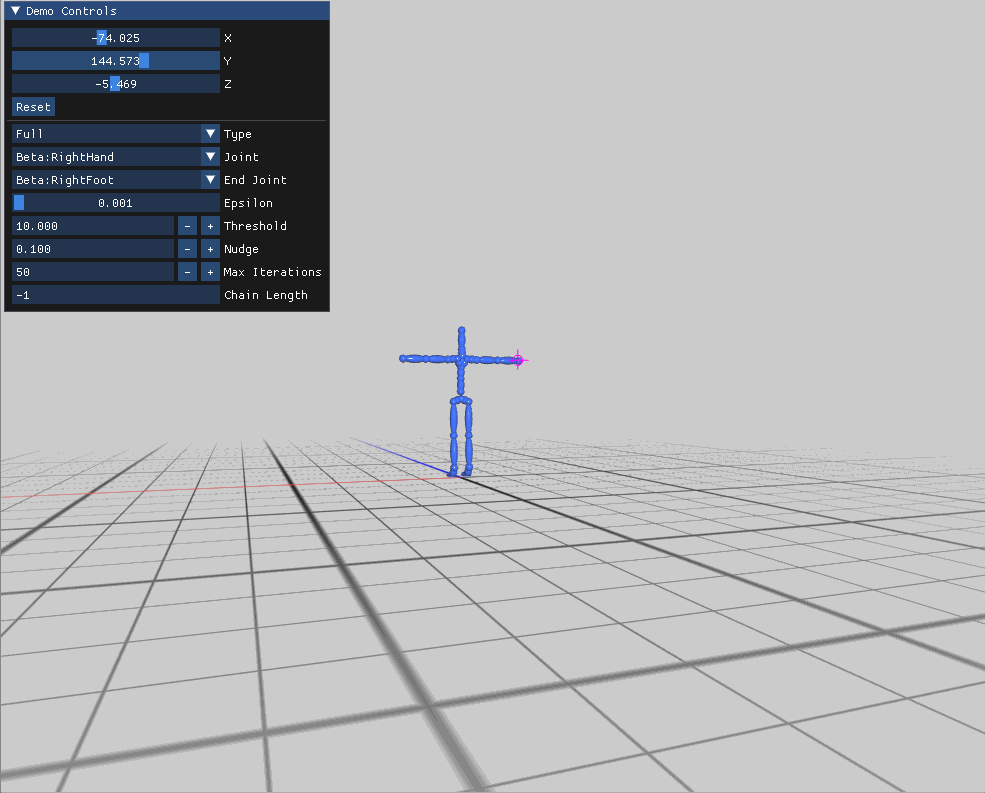 Demo Controls
-74.025 X
144.573 Y
-5.469 Z
Reset
Full Type
Beta:RightHand Joint
Beta:RightFoot End Joint
0.001 Epsilon
10.000 - + Threshold
0.100 - + Nudge
50 - + Max Iterations
-1 Chain Length